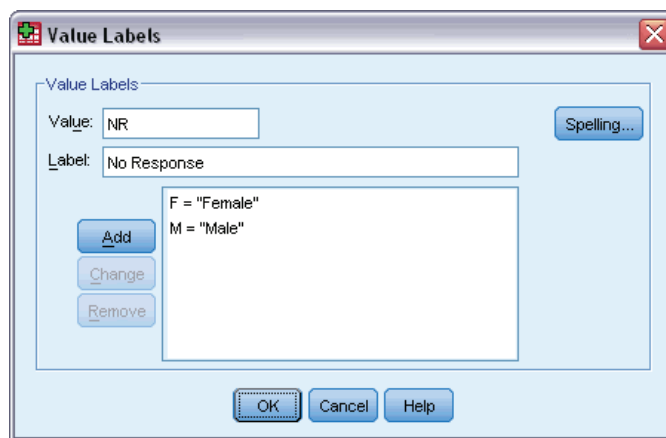 Value Labels
Value Labels
Value: NR
Spelling...
Label: No Response
F = "Female"
M = "Male"
Add
Change
Remove
OK Cancel Help